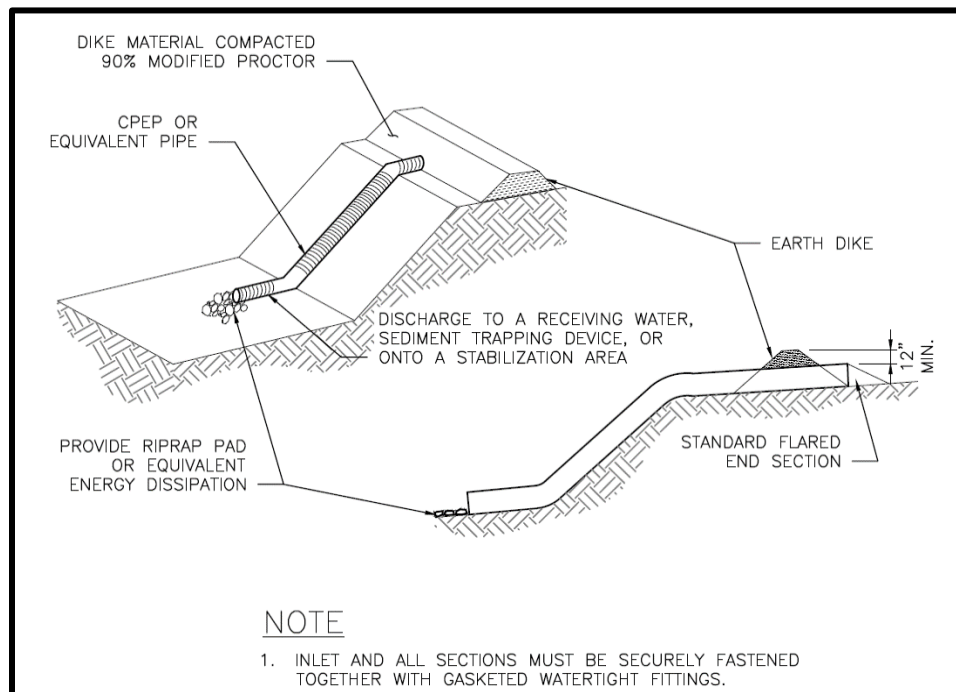 DIKE MATERIAL COMPACTED
90% MODIFIED PROCTOR
CPEP OR
EQUIVALENT PIPE
EARTH DIKE
DISCHARGE TO A RECEIVING WATER,
SEDIMENT TRAPPING DEVICE, OR
ONTO A STABILIZATION AREA
12"
MIN.
PROVIDE RIPRAP PAD
OR EQUIVALENT
ENERGY DISSIPATION
STANDARD FLARED
END SECTION
NOTE
1. INLET AND ALL SECTIONS MUST BE SECURELY FASTENED
TOGETHER WITH GASKETED WATERTIGHT FITTINGS.